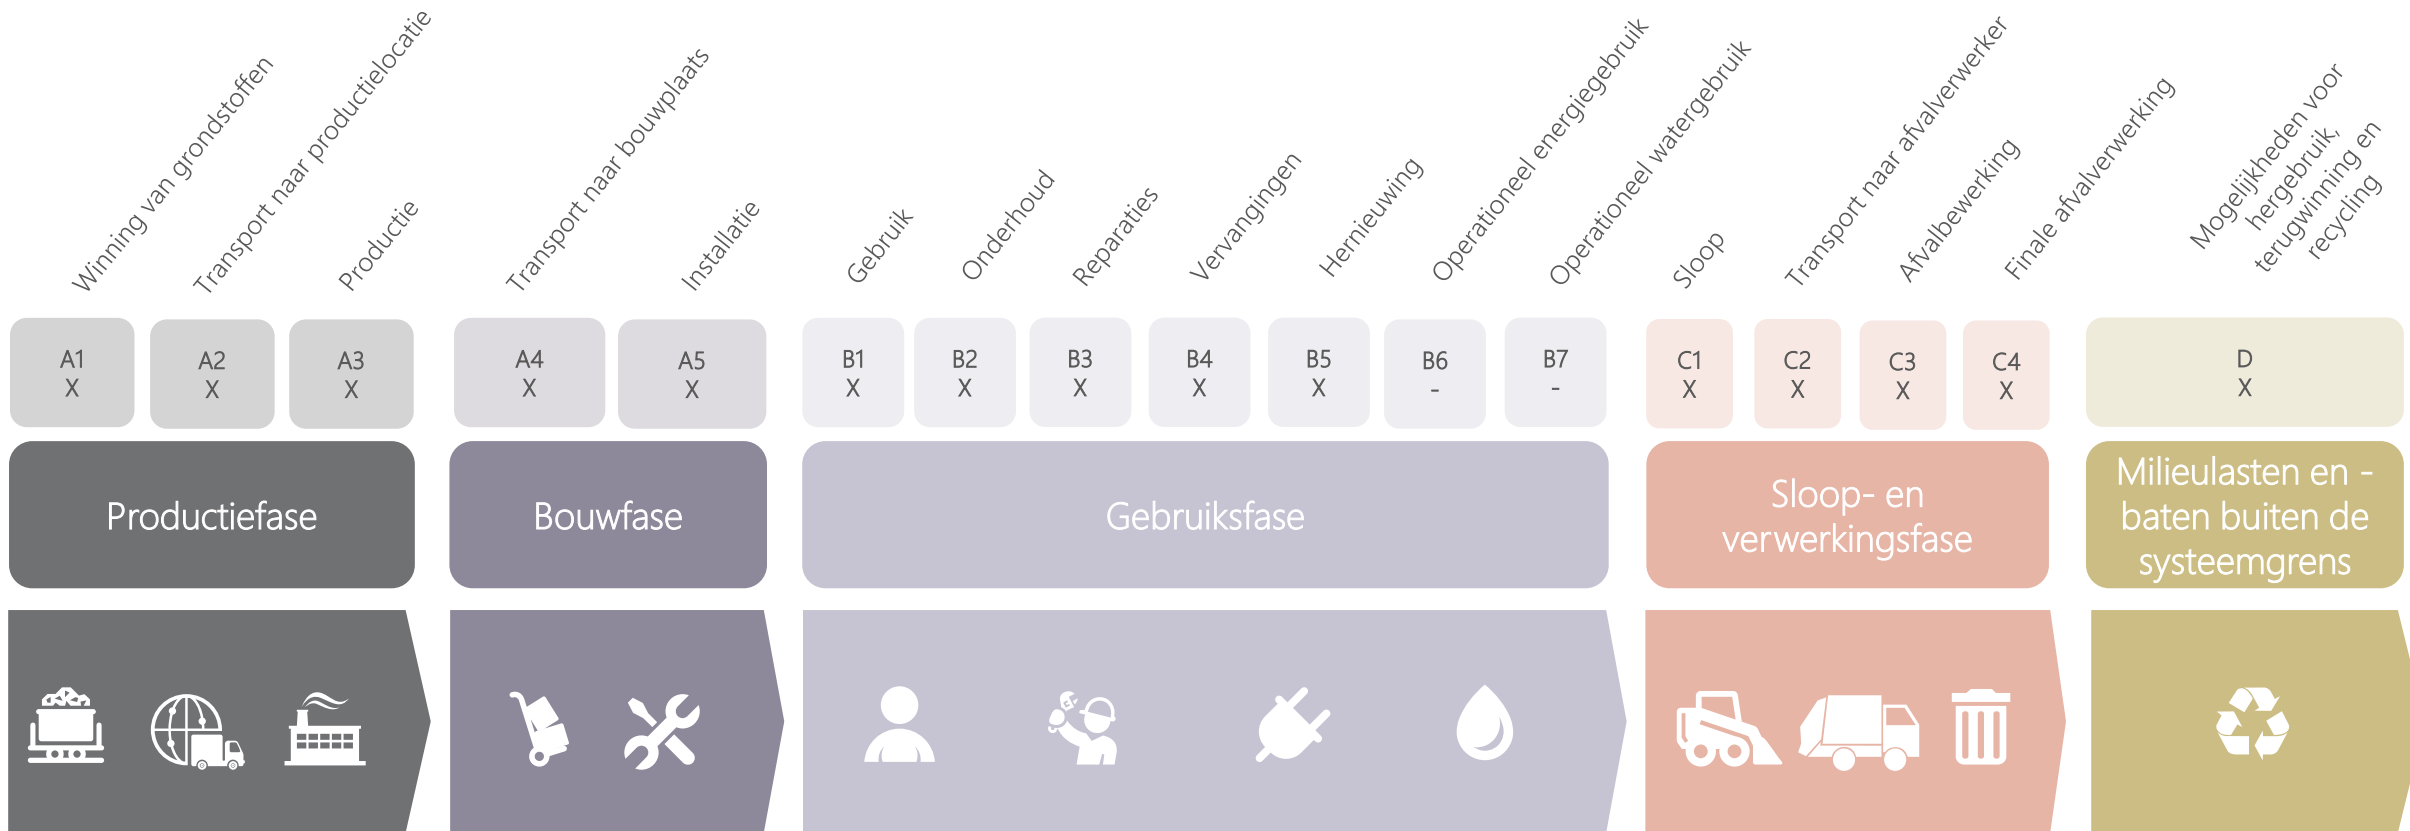 Winning van grondstoffen
Transport naar productielocatie
Productie
Transport naar bouwplaats
Installatie
Gebruik
Onderhoud
Reparaties
Vervangingen
Hernieuwing
Operationeel energiegebruik
Operationeel watergebruik
Sloop
Transport naar afvalverwerker
Afvalbewerking
Finale afvalverwerking
Mogelijkheden voor
hergebruik,
terugwinning en
recycling
A1
X
A2
X
A3
X
A4
X
A5
X
B1
X
B2
X
B3
X
B4
X
B5
X
B6
-
B7
-
C1
X
C2
X
C3
X
C4
X
D
X
Productiefase
Bouwfase
Gebruiksfase
Sloop- en
verwerkingsfase
Milieulasten en -
baten buiten de
systeemgrens